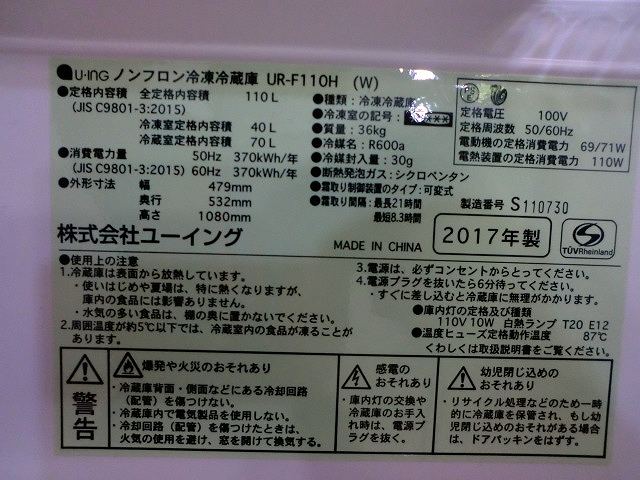 U-ING ノンフロン冷凍冷蔵庫 UR-F110H (W)
●定格内容積 全定格内容積 110L
(JIS C9801-3:2015)
冷凍室定格内容積 40L
冷蔵室定格内容積 70L
●消費電力量 50Hz 370kWh/年
(JIS C9801-3:2015) 60Hz 370kWh/年
●外形寸法 幅 479mm
奥行 532mm
高さ 1080mm
株式会社ユーイング
●種類：冷凍冷蔵庫
●冷凍室の記号：
●質量：36kg
●冷媒名：R600a
●冷媒封入量：30g
●断熱発泡ガス：シクロペンタン
●霜取り制御装置のタイプ：可変式
●霜取り間隔：最長21時間
最短8.3時間
MADE IN CHINA
定格電圧 100V
定格周波数 50/60Hz
電動機の定格消費電力 69/71W
電熱装置の定格消費電力 110W
製造番号 S110730
2017年製
TÜVRheinland
●使用上の注意
1.冷蔵庫は表面から放熱しています。
・使いはじめや夏場は、特に熱くなりますが、
庫内の食品には影響ありません。
・水気の多い食品は、棚の奥に置かないでください。
2.周囲温度が約5℃以下では、冷蔵室内の食品が凍ることが
あります。
3.電源は、必ずコンセントからとってください。
4.電源プラグを抜いたら6分待ってください。
・すぐに差し込むと冷蔵庫に無理がかかります。
●庫内灯の定格及び種類
110V 10W 白熱ランプ T20 E12
●温度ヒューズ定格動作温度 87℃
くわしくは取扱説明書をご覧ください。
警告
爆発や火災のおそれあり
・冷蔵庫背面・側面などにある冷却回路
(配管)を傷つけない。
・冷蔵庫内で電気製品を使用しない。
・冷却回路(配管)を傷つけたときは、
火気の使用を避け、窓を開けて換気する。
感電の
おそれあり
・庫内灯の交換や
冷蔵庫のお手入
れ時は、電源プ
ラグを抜く。
幼児閉じ込めの
おそれあり
・リサイクル処理などのため一時
的に冷蔵庫を保管され、もし幼
児閉じ込めのおそれがある場合
は、ドアパッキンをはずす。